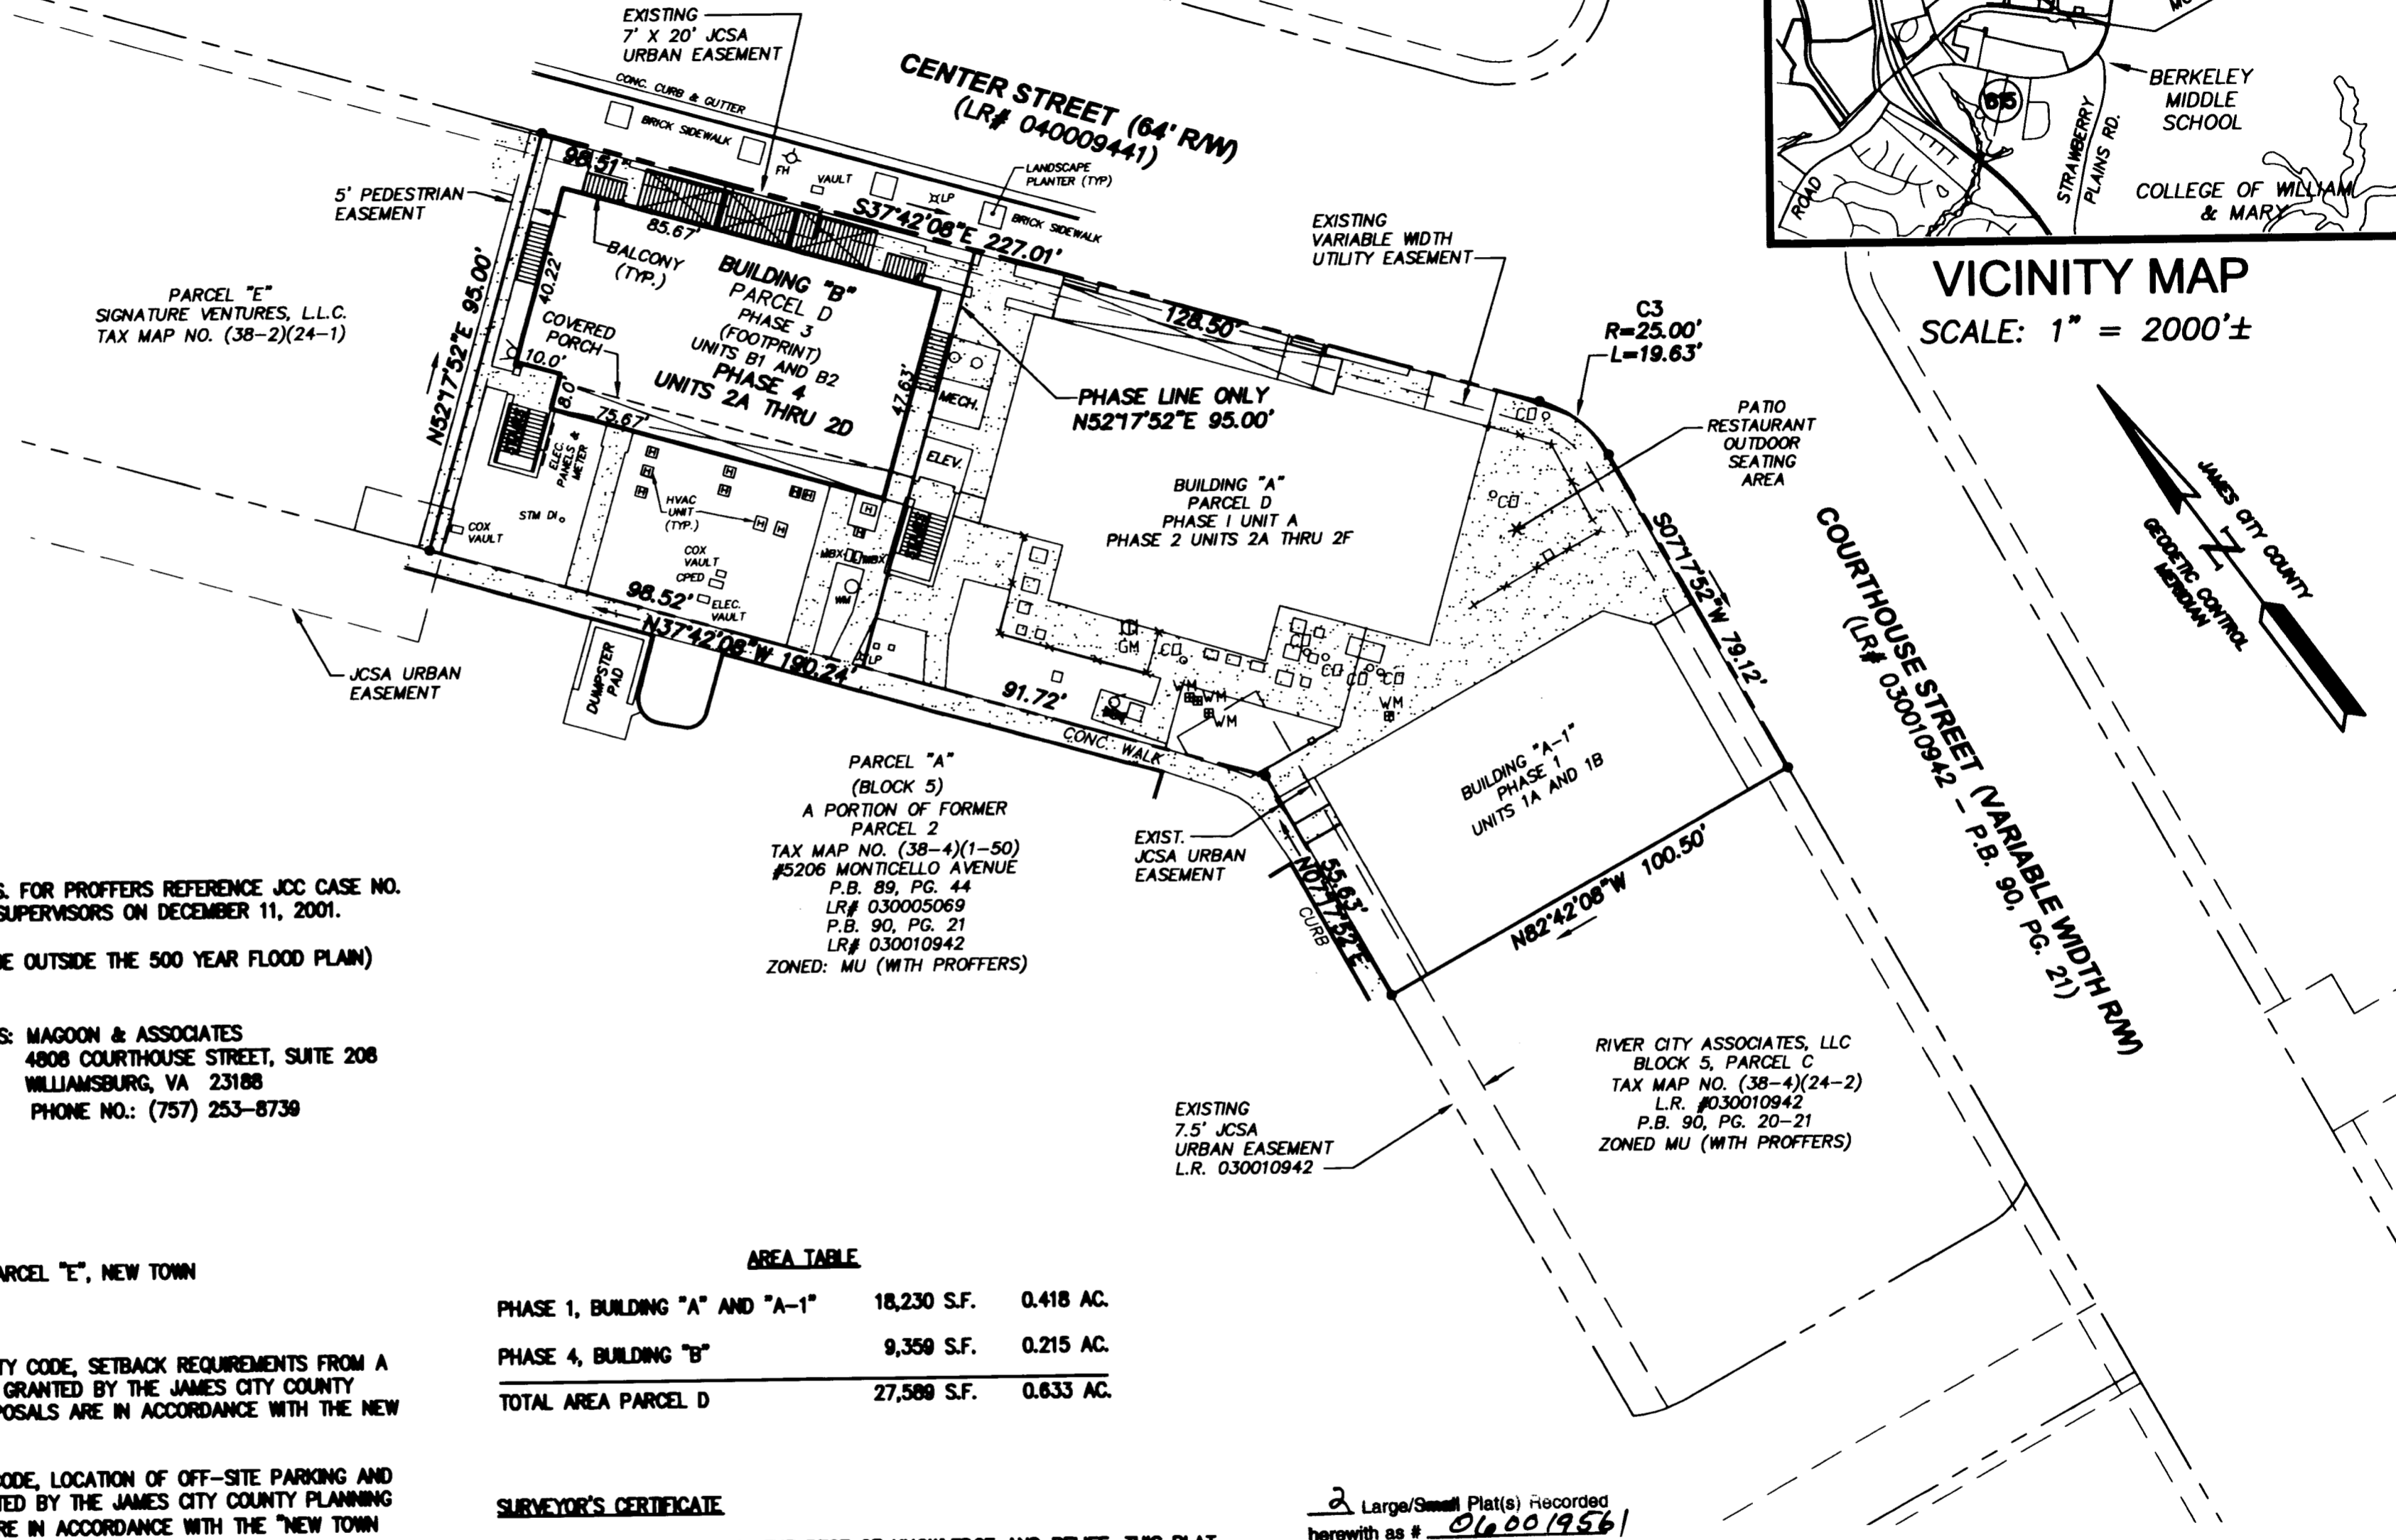 EXISTING
7' X 20' JCSA
URBAN EASEMENT
CONC. CURB & GUTTER
BRICK SIDEWALK
FH
VAULT
LP
CENTER STREET (64' R/W)
(LR# 040009441)
LANDSCAPE
PLANTER (TYP)
BRICK SIDEWALK
BERKELEY
MIDDLE
SCHOOL
615
STRAWBERRY
PLAINS RD.
ROAD
COLLEGE OF WILLIAM
& MARY
VICINITY MAP
SCALE: 1" = 2000'±
5' PEDESTRIAN
EASEMENT
98.51'
S37°42'08"E 227.01'
85.67'
BALCONY
(TYP.)
40.22'
N52°17'52"E 95.00'
PARCEL "E"
SIGNATURE VENTURES, L.L.C.
TAX MAP NO. (38-2)(24-1)
COVERED
PORCH
10.0'
8.0'
75.67'
BUILDING "B"
PARCEL D
PHASE 3
(FOOTPRINT)
UNITS B1 AND B2
PHASE 4
UNITS 2A THRU 2D
47.63'
MECH.
ELEV.
EXISTING
VARIABLE WIDTH
UTILITY EASEMENT
128.50'
C3
R=25.00'
L=19.63'
PHASE LINE ONLY
N52°17'52"E 95.00'
PATIO
RESTAURANT
OUTDOOR
SEATING
AREA
BUILDING "A"
PARCEL D
PHASE I UNIT A
PHASE 2 UNITS 2A THRU 2F
ELEC.
PANELS &
METER
STM DI
COX
VAULT
HVAC
UNIT
(TYP.)
COX
VAULT
CPED
ELEC.
VAULT
MBX
MBX
WM
LP
CO
CO
98.52'
N37°42'08"W 190.24'
91.72'
CONC. WALK
DUMPSTER
PAD
JCSA URBAN
EASEMENT
GM
CO
CO
CO
CO
CO
WM
WM
WM
WM
S07°17'52"W 79.12'
COURTHOUSE STREET (VARIABLE WIDTH R/W)
(LR# 030010942 - P.B. 90, PG. 21)
JAMES CITY COUNTY
GEODETIC CONTROL
MERIDIAN
N
PARCEL "A"
(BLOCK 5)
A PORTION OF FORMER
PARCEL 2
TAX MAP NO. (38-4)(1-50)
#5206 MONTICELLO AVENUE
P.B. 89, PG. 44
LR# 030005069
P.B. 90, PG. 21
LR# 030010942
ZONED: MU (WITH PROFFERS)
EXIST.
JCSA URBAN
EASEMENT
55.63'
N07°17'52"E
CURB
BUILDING "A-1"
PHASE 1
UNITS 1A AND 1B
N82°42'08"W 100.50'
RIVER CITY ASSOCIATES, LLC
BLOCK 5, PARCEL C
TAX MAP NO. (38-4)(24-2)
L.R. #030010942
P.B. 90, PG. 20-21
ZONED MU (WITH PROFFERS)
EXISTING
7.5' JCSA
URBAN EASEMENT
L.R. 030010942
S. FOR PROFFERS REFERENCE JCC CASE NO.
SUPERVISORS ON DECEMBER 11, 2001.
DE OUTSIDE THE 500 YEAR FLOOD PLAIN)
S: MAGOON & ASSOCIATES
4808 COURTHOUSE STREET, SUITE 208
WILLIAMSBURG, VA 23188
PHONE NO.: (757) 253-8739
ARCEL "E", NEW TOWN
TY CODE, SETBACK REQUIREMENTS FROM A
GRANTED BY THE JAMES CITY COUNTY
POSALS ARE IN ACCORDANCE WITH THE NEW
CODE, LOCATION OF OFF-SITE PARKING AND
TED BY THE JAMES CITY COUNTY PLANNING
RE IN ACCORDANCE WITH THE "NEW TOWN
AREA TABLE
PHASE 1, BUILDING "A" AND "A-1" 18,230 S.F. 0.418 AC.
PHASE 4, BUILDING "B" 9,359 S.F. 0.215 AC.
TOTAL AREA PARCEL D 27,589 S.F. 0.633 AC.
SURVEYOR'S CERTIFICATE
2 Large/Small Plat(s) Recorded
herewith as # 060019561